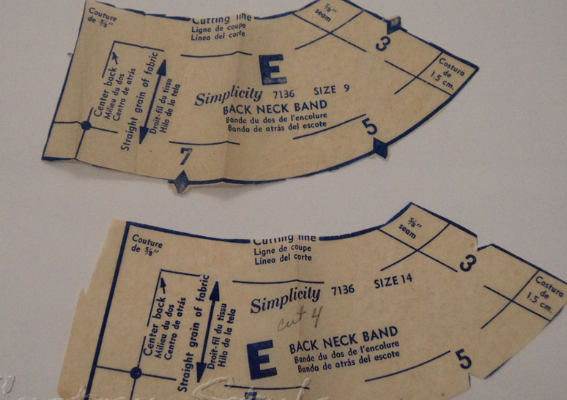 Couture
de 5/8"
Cutting line
Ligne de coupe
Línea del corte
5/8"
seam
3
Costura
de
1.5 cm.
Center back
Milieu du dos
Centro de atrás
Straight grain of fabric
Droit-fil du tissu
Hilo de la tela
E
Simplicity 7136 SIZE 9
BACK NECK BAND
Bande du dos de l'encolure
Banda de atrás del escote
7
5
Couture
de 5/8"
Cutting line
Ligne de coupe
Línea del corte
5/8"
seam
3
Costura
de
1.5 cm.
Center back
Milieu du dos
Centro de atrás
Straight grain of fabric
Droit-fil du tissu
Hilo de la tela
Simplicity 7136 SIZE 14
cut 4
E
BACK NECK BAND
Bande du dos de l'encolure
Banda de atrás del escote
7
5